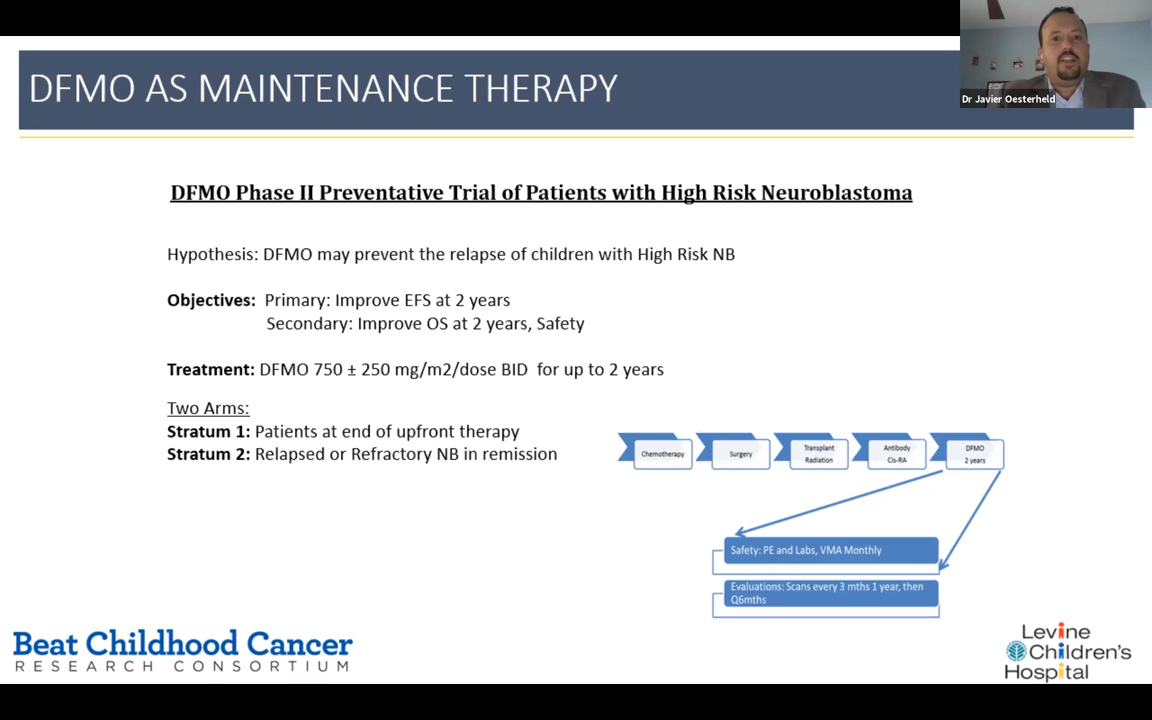 DFMO AS MAINTENANCE THERAPY
Dr Javier Oesterheld
DFMO Phase II Preventative Trial of Patients with High Risk Neuroblastoma
Hypothesis: DFMO may prevent the relapse of children with High Risk NB
Objectives: Primary: Improve EFS at 2 years
Secondary: Improve OS at 2 years, Safety
Treatment: DFMO 750 ± 250 mg/m2/dose BID for up to 2 years
Two Arms:
Stratum 1: Patients at end of upfront therapy
Stratum 2: Relapsed or Refractory NB in remission
Chemotherapy
Surgery
Transplant
Radiation
Antibody
Cis-RA
DFMO
2 years
Safety: PE and Labs, VMA Monthly
Evaluations: Scans every 3 mths 1 year, then
Q6mths
Beat Childhood Cancer
RESEARCH CONSORTIUM
Levine
Children's
Hospital